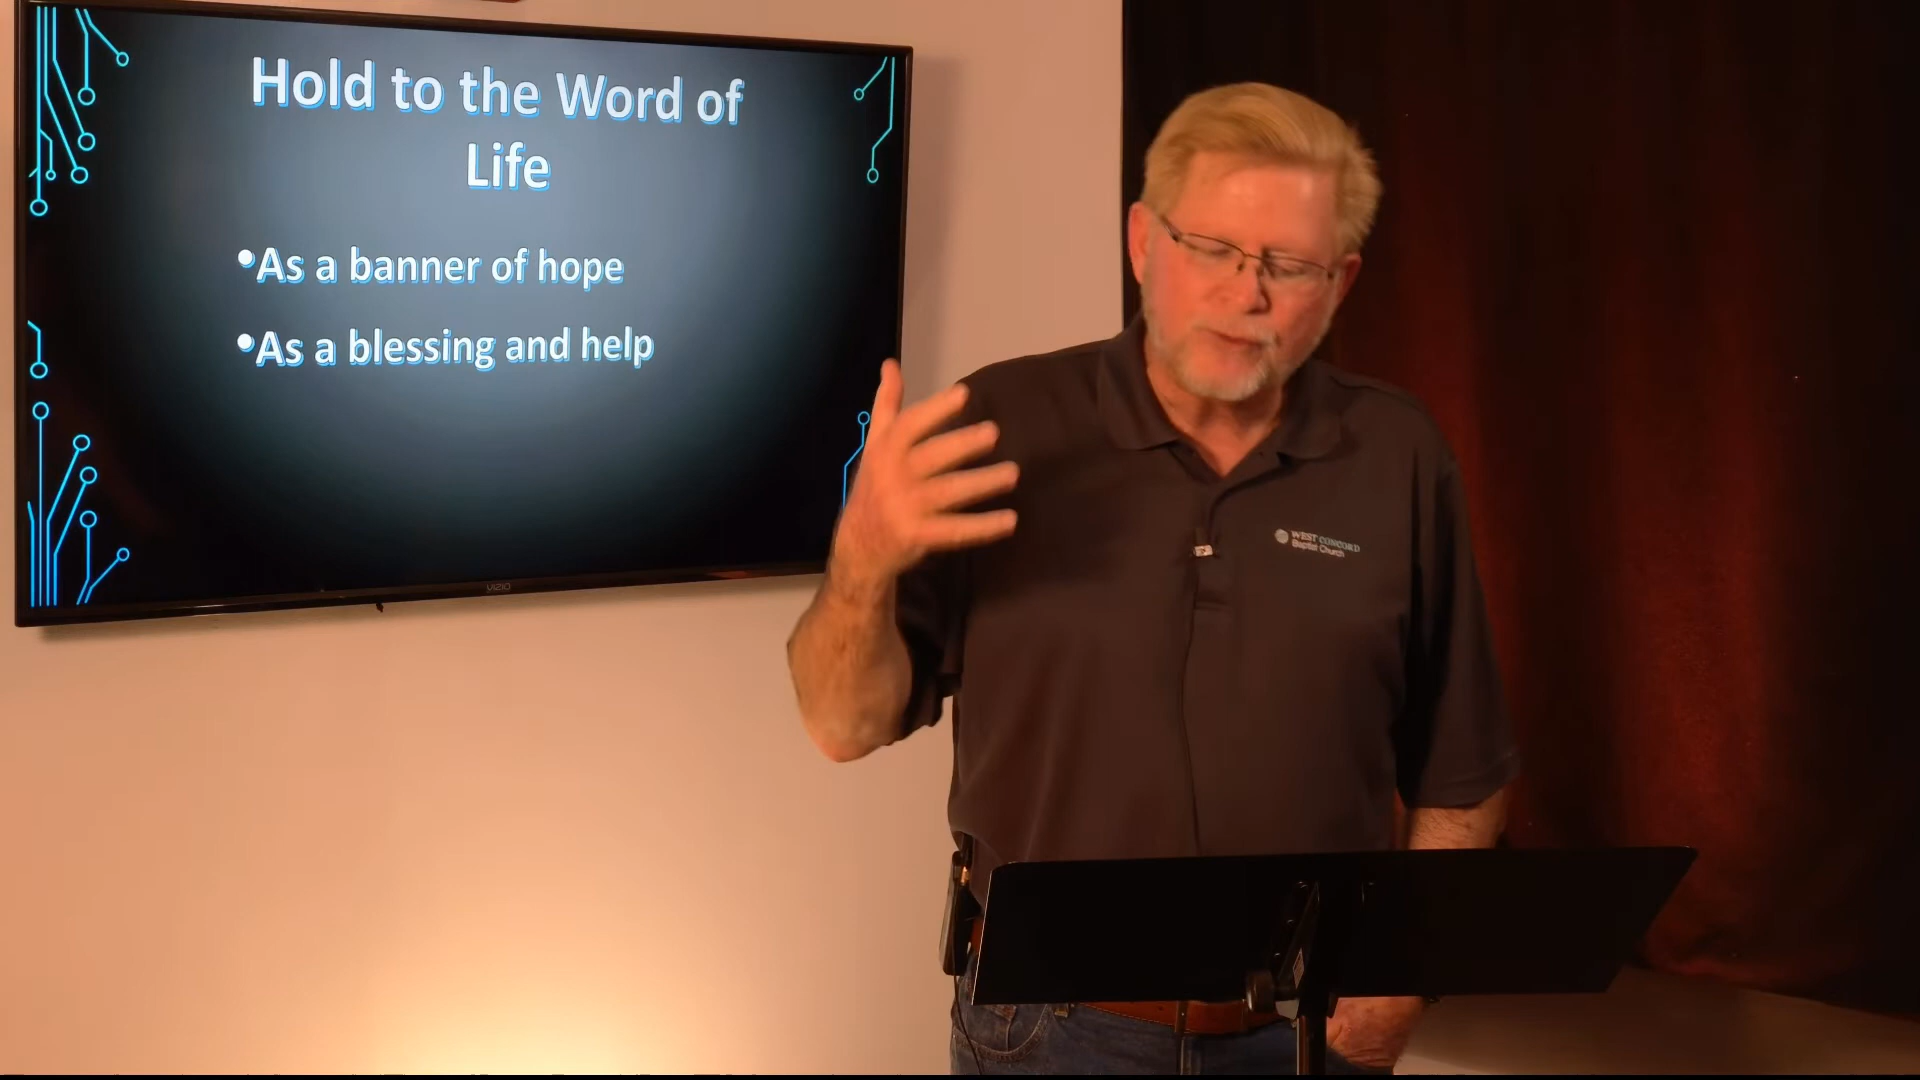 Hold to the Word of
Life
•As a banner of hope
•As a blessing and help
VIZIO
WEST CONCORD
Baptist Church